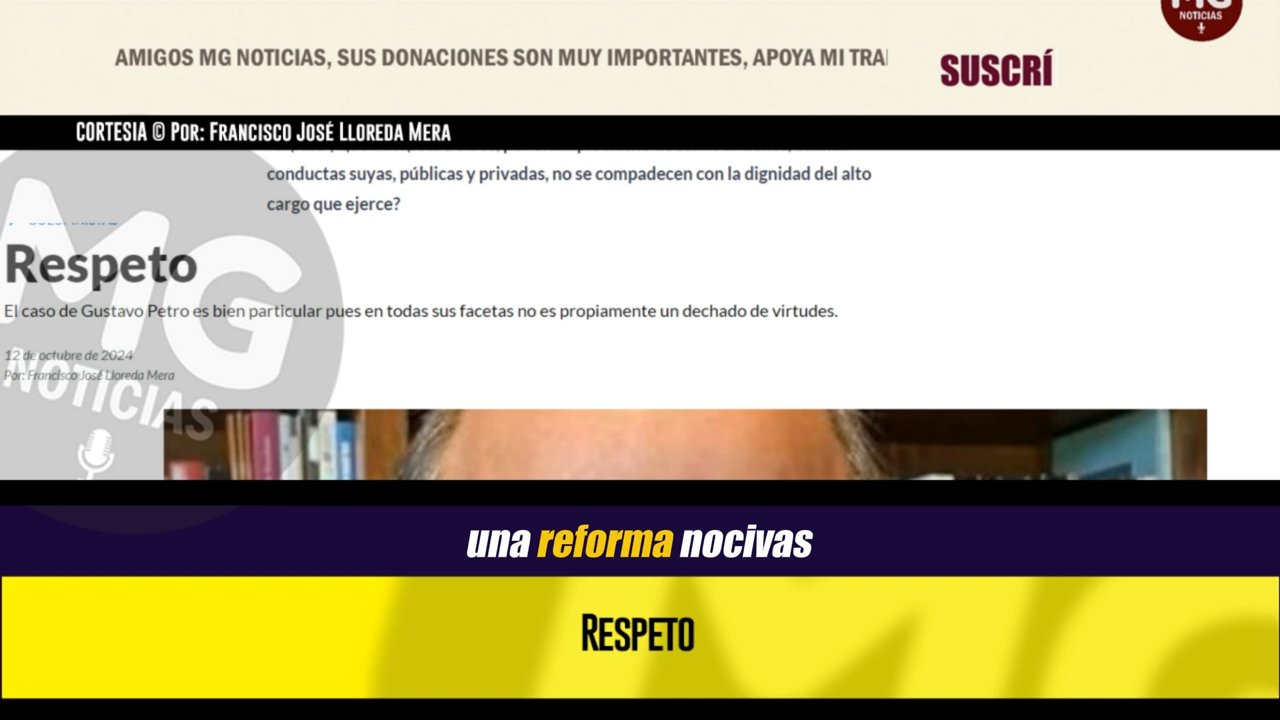 NOTICIAS
AMIGOS MG NOTICIAS, SUS DONACIONES SON MUY IMPORTANTES, APOYA MI TRA
SUSCRÍ
CORTESIA © POR: FRANCISCO JOSÉ LLOREDA MERA
conductas suyas, públicas y privadas, no se compadecen con la dignidad del alto
cargo que ejerce?
Respeto
El caso de Gustavo Petro es bien particular pues en todas sus facetas no es propiamente un dechado de virtudes.
12 de octubre de 2024
Por: Francisco José Lloreda Mera
MG
NOTICIAS
una reforma nocivas
RESPETO